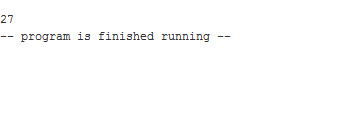 27
-- program is finished running --